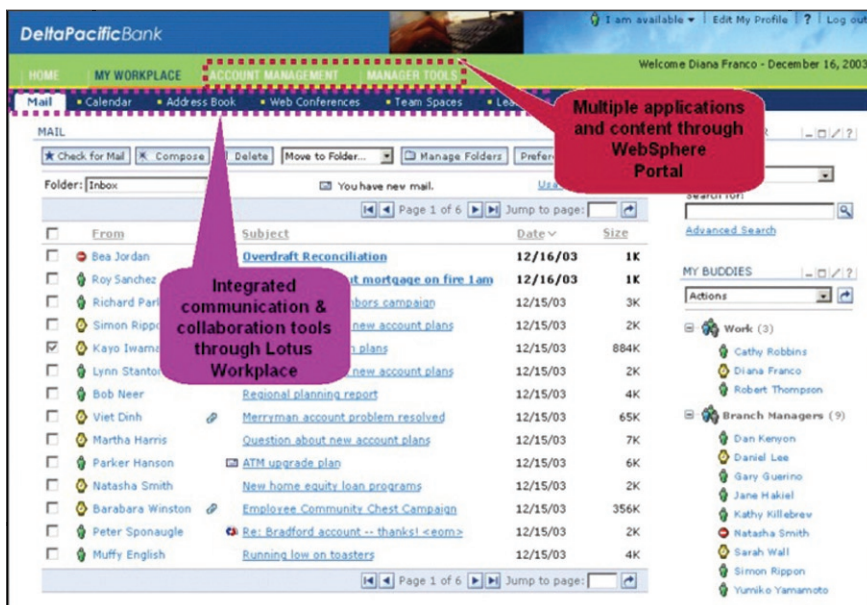 DeltaPacificBank
I am available | Edit My Profile | ? | Log out
HOME MY WORKPLACE ACCOUNT MANAGEMENT MANAGER TOOLS
Welcome Diana Franco - December 16, 2003
Mail Calendar Address Book Web Conferences Team Spaces
Multiple applications
and content through
WebSphere
Portal
MAIL
Check for Mail Compose Delete Move to Folder... Manage Folders
Folder: Inbox You have new mail.
Page 1 of 6 Jump to page:
Search for:
Advanced Search
From Subject Date Size
Bea Jordan Overdraft Reconciliation 12/16/03 1K
Roy Sanchez mortgage on fire 1am 12/16/03 1K
Richard campaign 12/15/03 3K
Simon new account plans 12/15/03 2K
Kayo plans 12/15/03 884K
Lynn Stanton new account plans 12/15/03 2K
Bob Neer Regional planning report 12/15/03 4K
Viet Dinh Merryman account problem resolved 12/15/03 65K
Martha Harris Question about new account plans 12/15/03 7K
Parker Hanson ATM upgrade plan 12/15/03 6K
Natasha Smith New home equity loan programs 12/15/03 2K
Barabara Winston Employee Community Chest Campaign 12/15/03 356K
Peter Sponaugle Re: Bradford account -- thanks! <eom> 12/15/03 2K
Muffy English Running low on toasters 12/15/03 4K
Page 1 of 6 Jump to page:
Integrated
communication &
collaboration tools
through Lotus
Workplace
MY BUDDIES
Actions
Work (3)
Cathy Robbins
Diana Franco
Robert Thompson
Branch Managers (9)
Dan Kenyon
Daniel Lee
Gary Guerino
Jane Hakiel
Kathy Killebrew
Natasha Smith
Sarah Wall
Simon Rippon
Yumiko Yamamoto